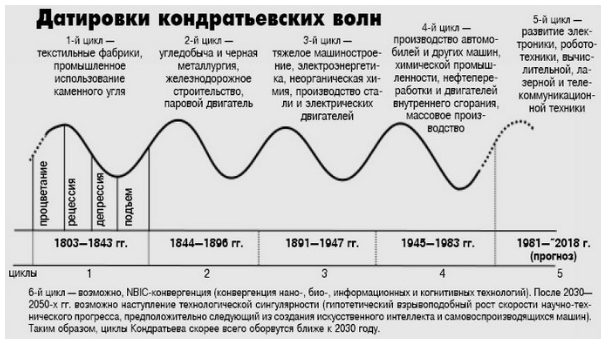 Датировки кондратьевских волн
1-й цикл —
текстильные фабрики,
промышленное
использование
каменного угля
2-й цикл —
угледобыча и черная
металлургия,
железнодорожное
строительство,
паровой двигатель
3-й цикл —
тяжелое машинострое-
ние, электроэнергети-
ка, неорганическая хи-
мия, производство ста-
ли и электрических
двигателей
4-й цикл —
производство автомо-
билей и других машин,
химической промыш-
ленности, нефтепере-
работки и двигателей
внутреннего сгорания,
массовое произ-
водство
5-й цикл —
развитие элек-
троники, робото-
техники, вычис-
лительной, ла-
зерной и теле-
коммуникацион-
ной техники
процветание
рецессия
депрессия
подъем
1803—1843 гг.
1844—1896 гг.
1891—1947 гг.
1945—1983 гг.
1981—~2018 г.
(прогноз)
циклы 1 2 3 4 5
6-й цикл — возможно, NBIC-конвергенция (конвергенция нано-, био-, информационных и когнитивных технологий). После 2030—
2050-х гг. возможно наступление технологической сингулярности (гипотетический взрывоподобный рост скорости научно-тех-
нического прогресса, предположительно следующий из создания искусственного интеллекта и самовоспроизводящихся машин).
Таким образом, циклы Кондратьева скорее всего оборвутся ближе к 2030 году.